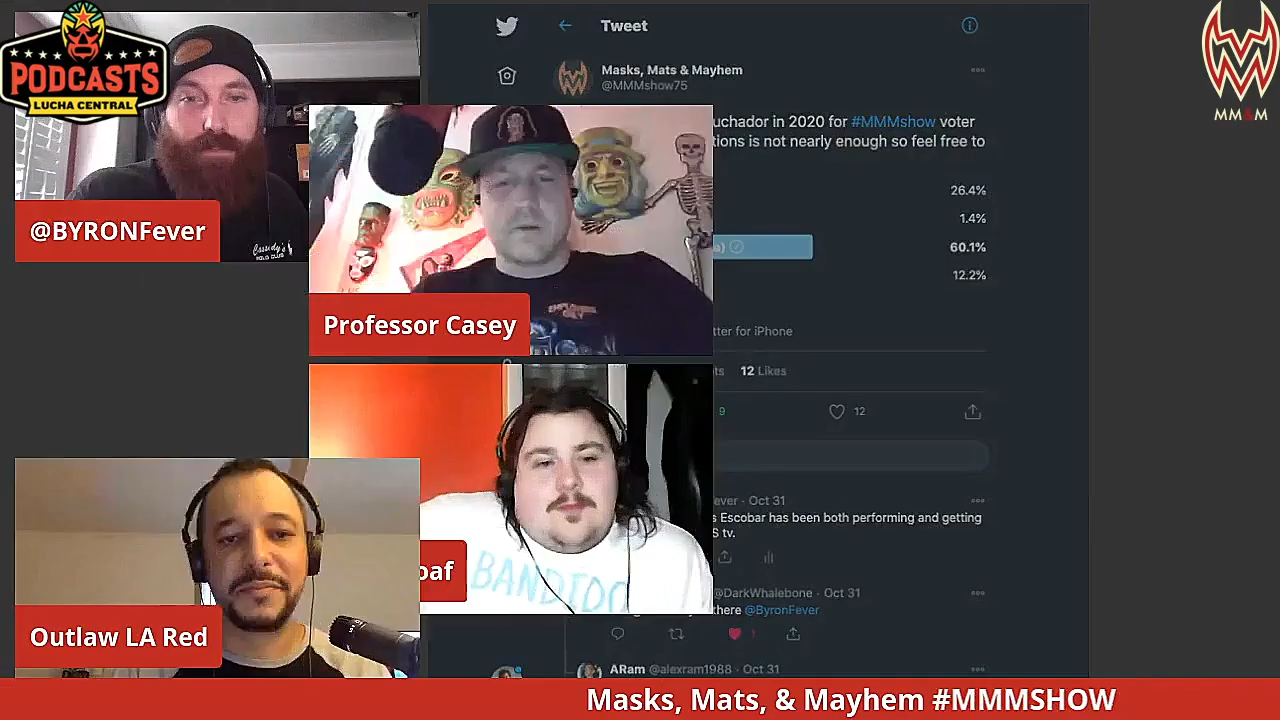 PODCASTS
LUCHA CENTRAL
@BYRONFever
Professor Casey
oaf
Outlaw LA Red
BANDIDO
Tweet
Masks, Mats & Mayhem
@MMMshow75
uchador in 2020 for #MMMshow voter
tions is not nearly enough so feel free to
26.4%
1.4%
a)
60.1%
12.2%
tter for iPhone
ts 12 Likes
9
12
ever · Oct 31
s Escobar has been both performing and getting
S tv.
@DarkWhalebone · Oct 31
here @ByronFever
1
ARam @alexram1988 · Oct 31
MM&M
Masks, Mats, & Mayhem #MMMSHOW